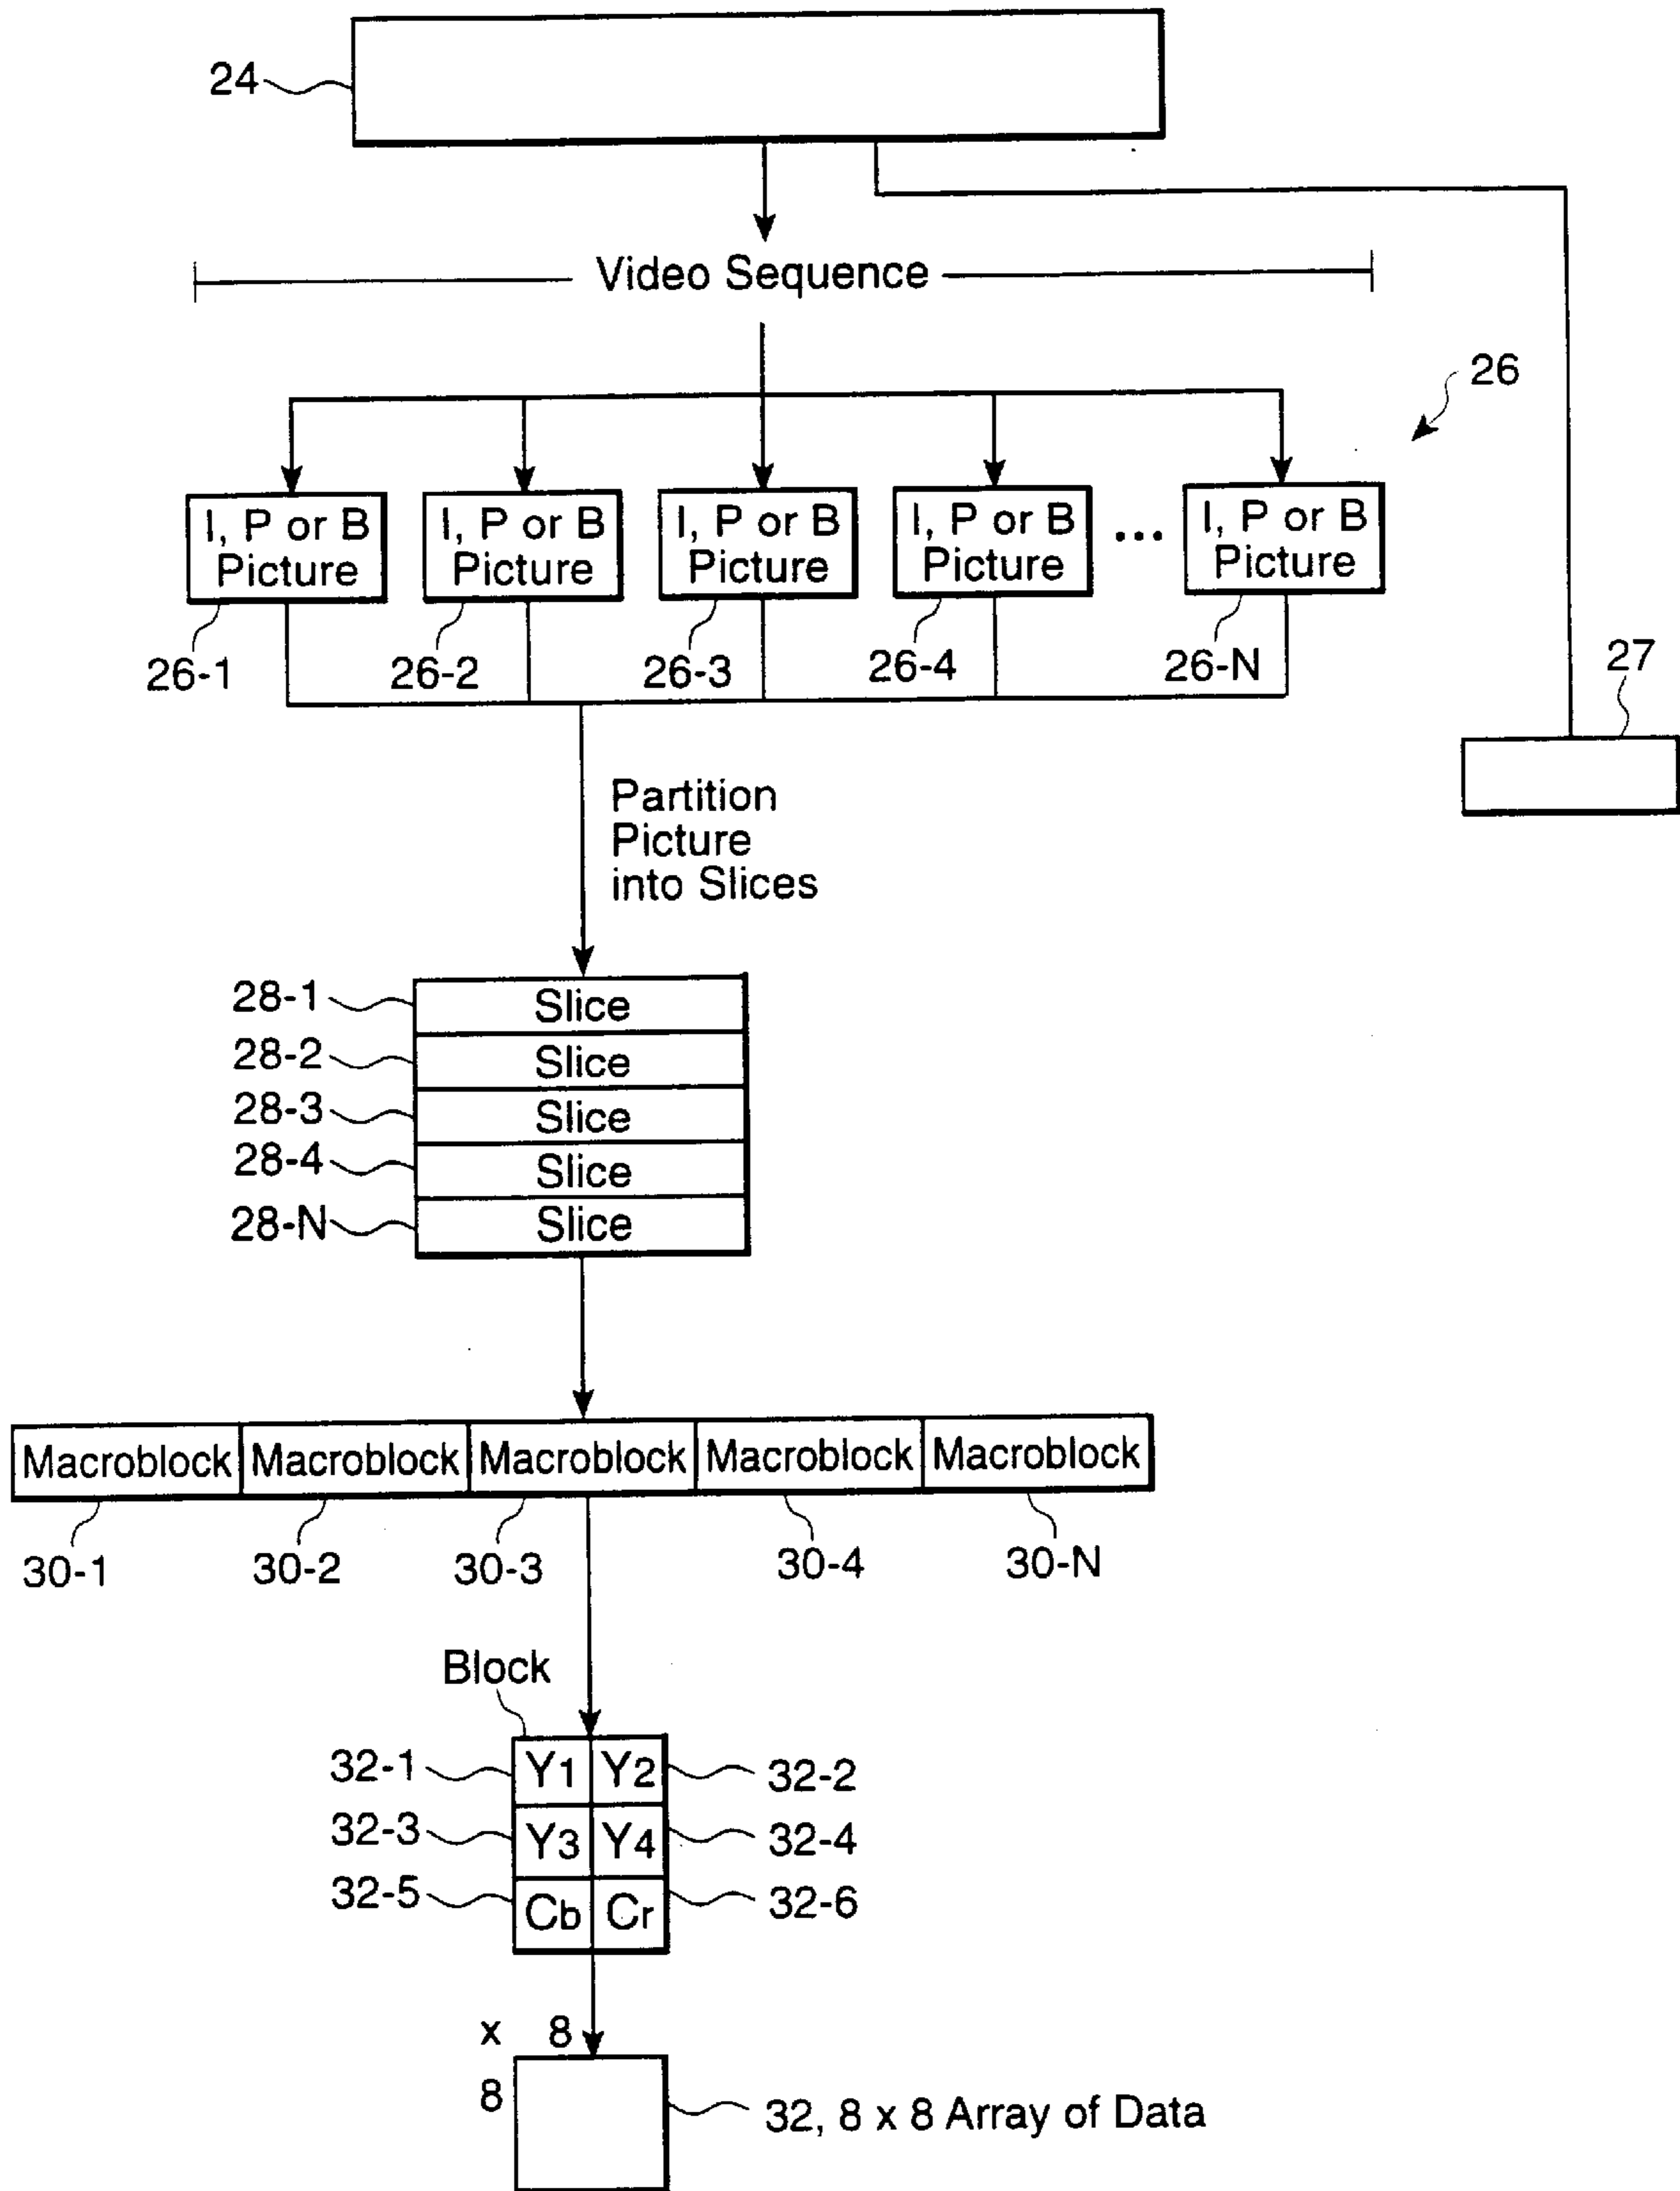 24
Video Sequence
26
I, P or B
Picture
I, P or B
Picture
I, P or B
Picture
I, P or B
Picture
...
I, P or B
Picture
26-1
26-2
26-3
26-4
26-N
27
Partition
Picture
into Slices
28-1
Slice
28-2
Slice
28-3
Slice
28-4
Slice
28-N
Slice
Macroblock
Macroblock
Macroblock
Macroblock
Macroblock
30-1
30-2
30-3
30-4
30-N
Block
32-1
Y1
Y2
32-2
32-3
Y3
Y4
32-4
32-5
Cb
Cr
32-6
x 8
8
32, 8 x 8 Array of Data